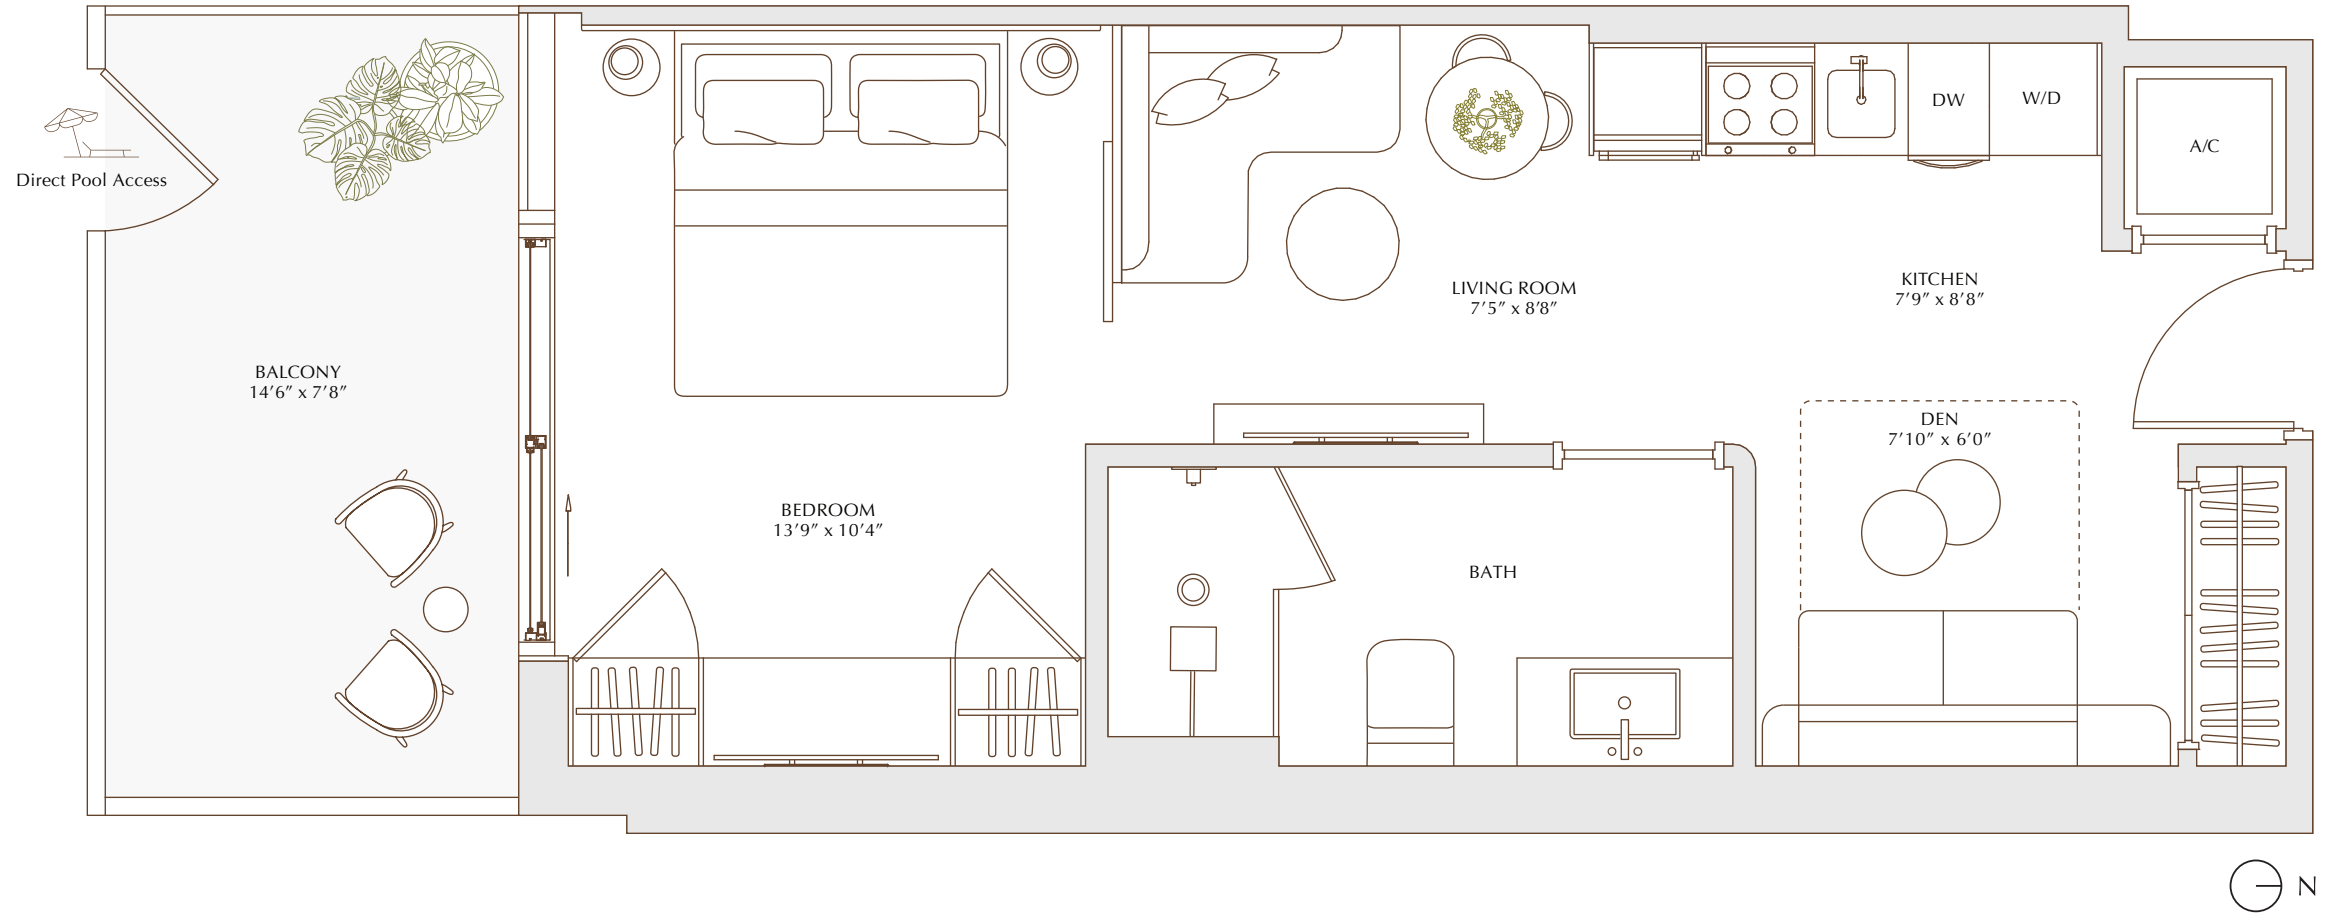 Direct Pool Access
BALCONY
14’6” x 7’8”
BEDROOM
13’9” x 10’4”
LIVING ROOM
7’5” x 8’8”
KITCHEN
7’9” x 8’8”
DW
W/D
A/C
DEN
7’10” x 6’0”
BATH
N